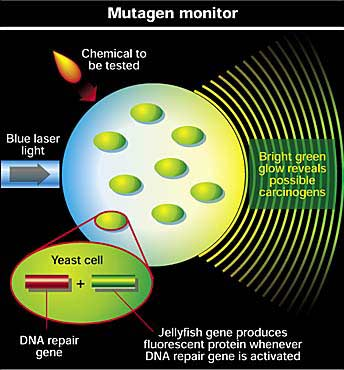 Mutagen monitor
Chemical to
be tested
Blue laser
light
Bright green
glow reveals
possible
carcinogens
Yeast cell
+
DNA repair
gene
Jellyfish gene produces
fluorescent protein whenever
DNA repair gene is activated